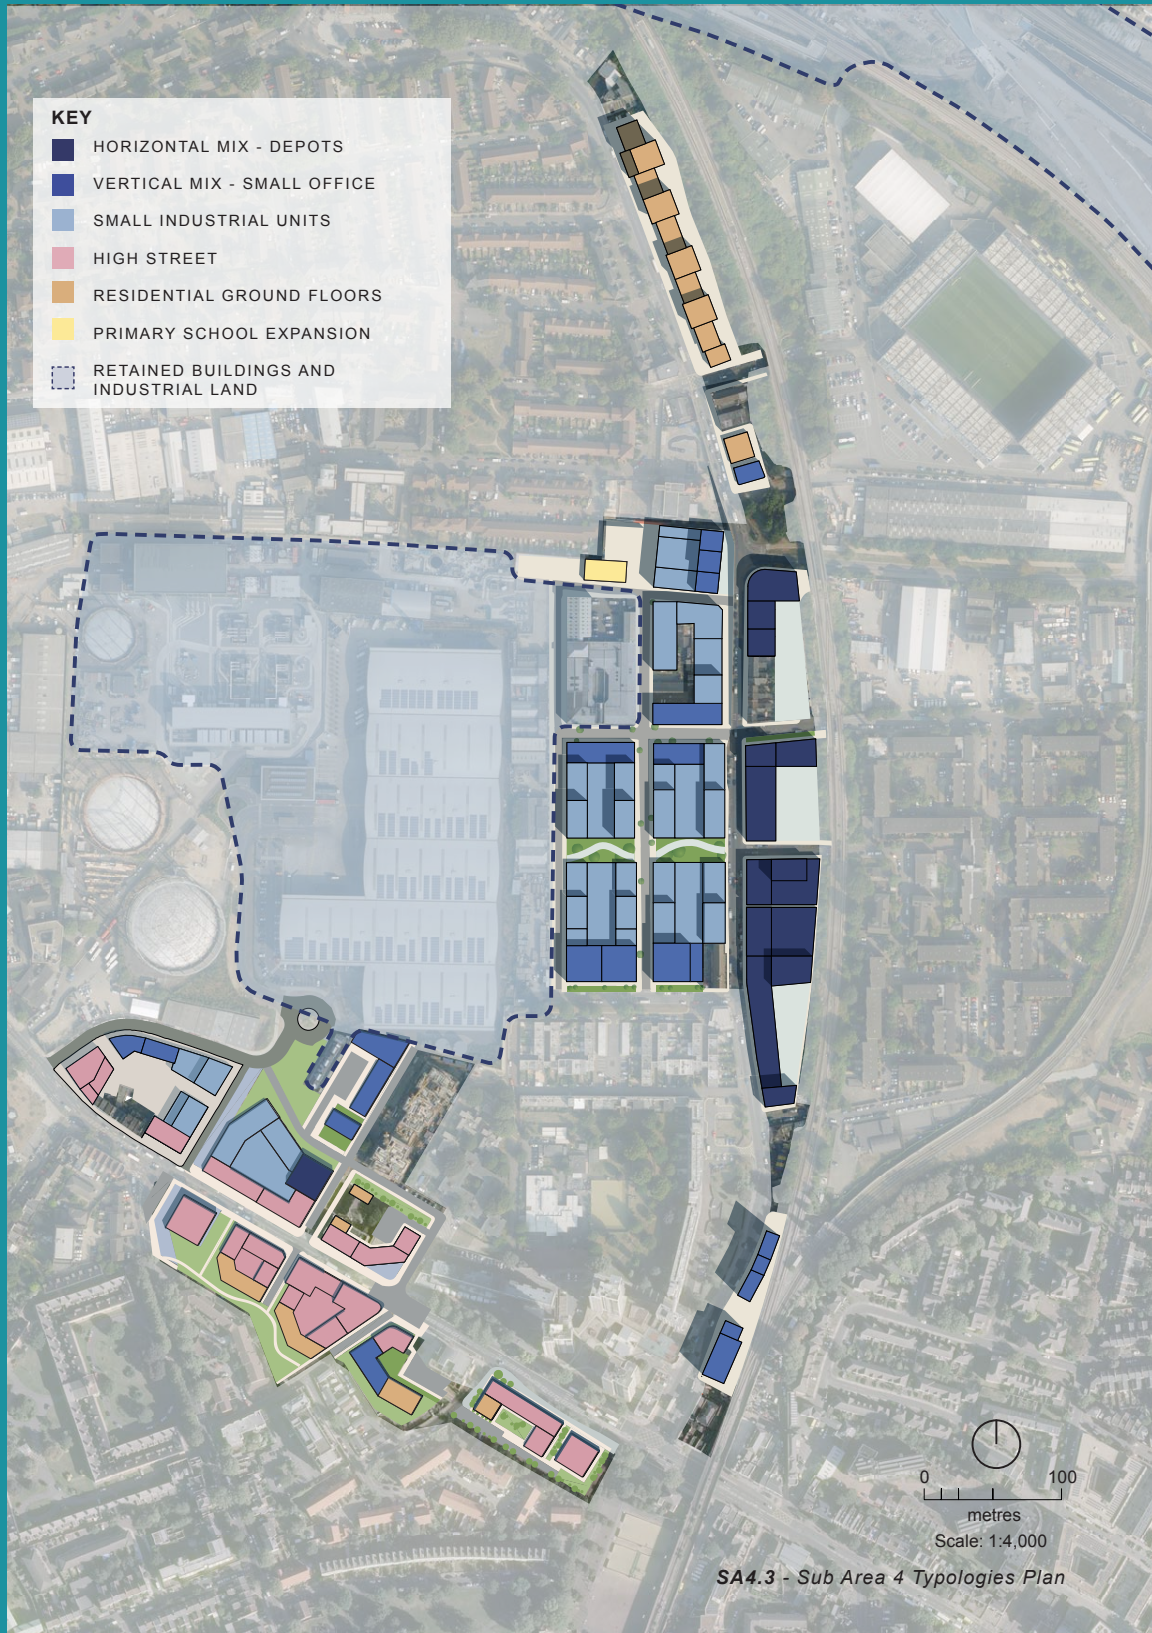 KEY
HORIZONTAL MIX - DEPOTS
VERTICAL MIX - SMALL OFFICE
SMALL INDUSTRIAL UNITS
HIGH STREET
RESIDENTIAL GROUND FLOORS
PRIMARY SCHOOL EXPANSION
RETAINED BUILDINGS AND
INDUSTRIAL LAND
0 100
metres
Scale: 1:4,000
SA4.3 - Sub Area 4 Typologies Plan